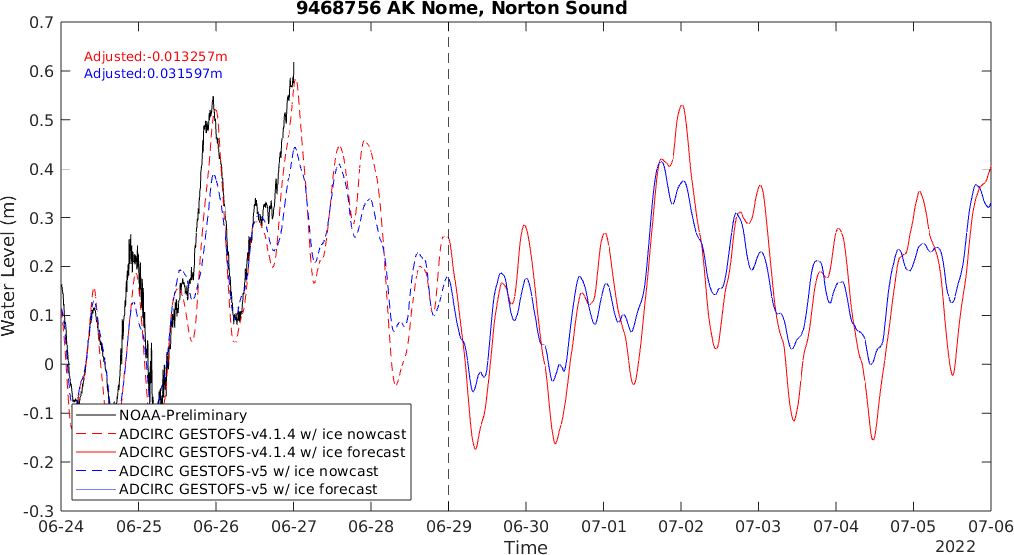 9468756 AK Nome, Norton Sound
Adjusted:-0.013257m
Adjusted:0.031597m
Water Level (m)
0.7
0.6
0.5
0.4
0.3
0.2
0.1
0
-0.1
-0.2
-0.3
NOAA-Preliminary
ADCIRC GESTOFS-v4.1.4 w/ ice nowcast
ADCIRC GESTOFS-v4.1.4 w/ ice forecast
ADCIRC GESTOFS-v5 w/ ice nowcast
ADCIRC GESTOFS-v5 w/ ice forecast
06-24 06-25 06-26 06-27 06-28 06-29 06-30 07-01 07-02 07-03 07-04 07-05 07-06
Time
2022